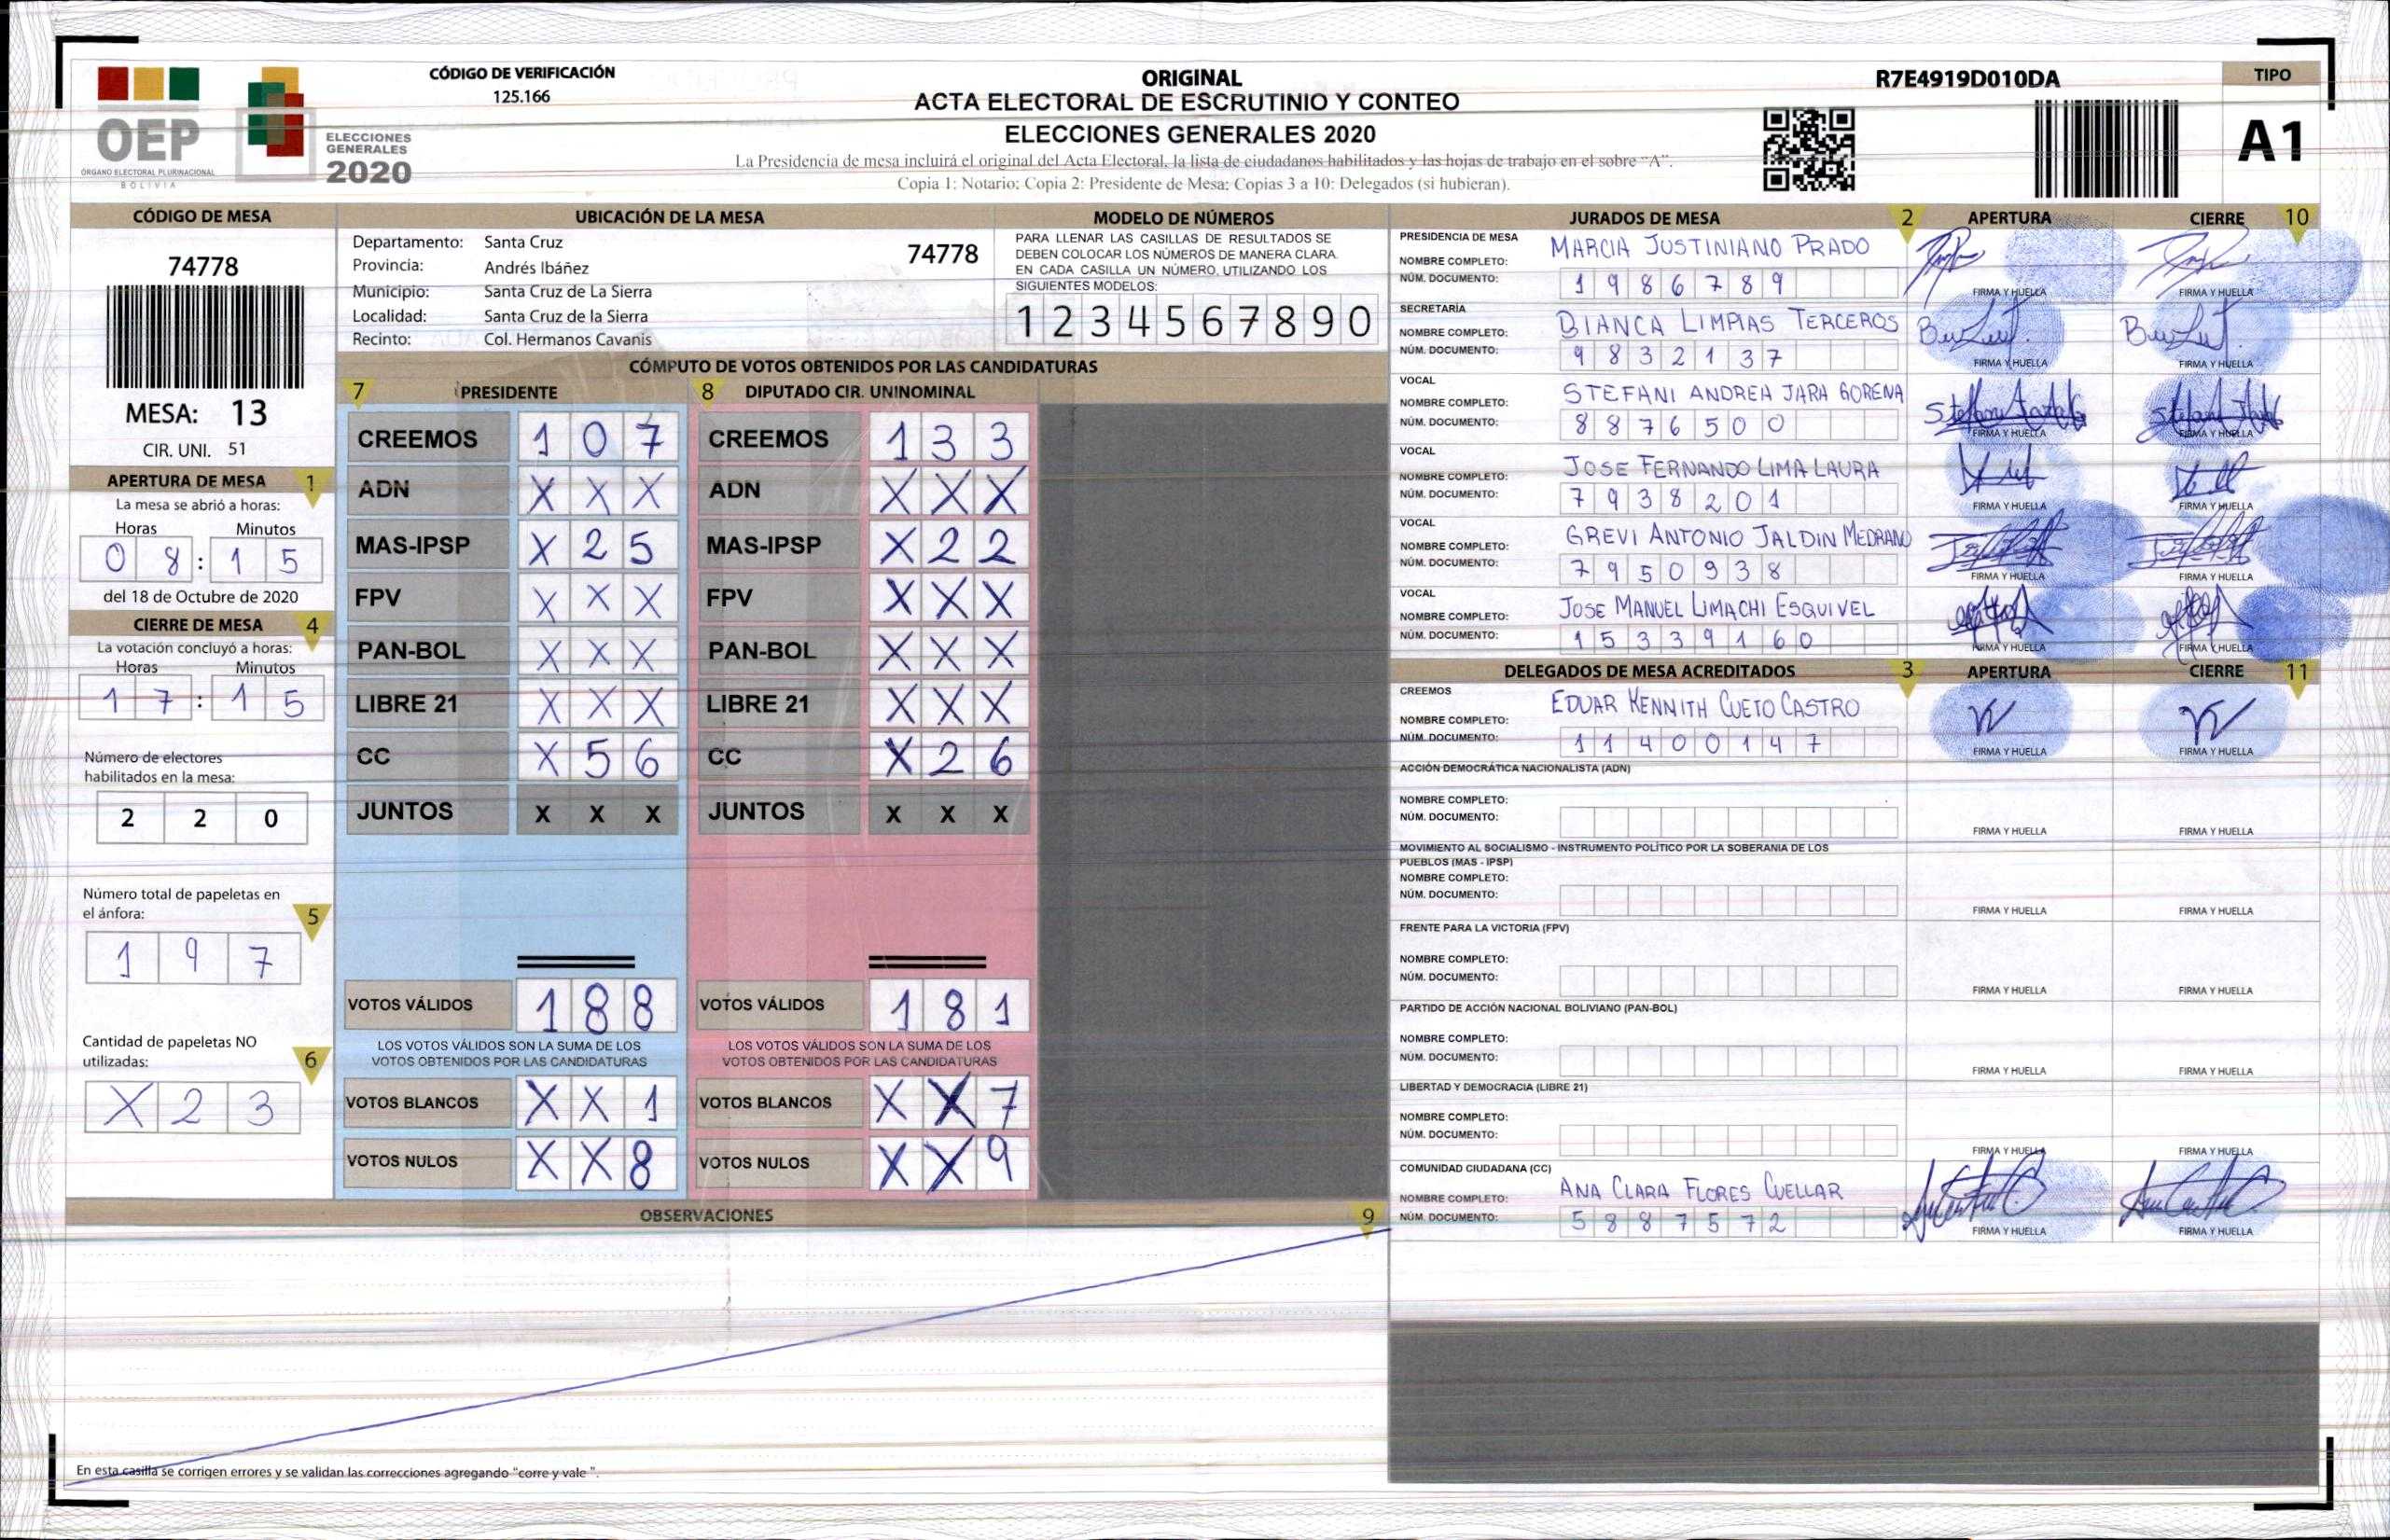 CÓDIGO DE VERIFICACIÓN
125.166
OEP
ÓRGANO ELECTORAL PLURINACIONAL
BOLIVIA
ELECCIONES
GENERALES
2020
ORIGINAL
ACTA ELECTORAL DE ESCRUTINIO Y CONTEO
ELECCIONES GENERALES 2020
La Presidencia de mesa incluirá el original del Acta Electoral, la lista de ciudadanos habilitados y las hojas de trabajo en el sobre "A".
Copia 1: Notario; Copia 2: Presidente de Mesa; Copias 3 a 10: Delegados (si hubieran).
R7E4919D010DA
TIPO
A1
CÓDIGO DE MESA
74778
MESA: 13
CIR. UNI. 51
APERTURA DE MESA 1
La mesa se abrió a horas:
Horas Minutos
0 8 : 1 5
del 18 de Octubre de 2020
CIERRE DE MESA 4
La votación concluyó a horas:
Horas Minutos
1 7 : 1 5
Número de electores
habilitados en la mesa:
2 2 0
Número total de papeletas en
el ánfora: 5
1 9 7
Cantidad de papeletas NO
utilizadas: 6
X 2 3
UBICACIÓN DE LA MESA
Departamento: Santa Cruz 74778
Provincia: Andrés Ibáñez
Municipio: Santa Cruz de La Sierra
Localidad: Santa Cruz de la Sierra
Recinto: Col. Hermanos Cavanis
MODELO DE NÚMEROS
PARA LLENAR LAS CASILLAS DE RESULTADOS SE
DEBEN COLOCAR LOS NÚMEROS DE MANERA CLARA.
EN CADA CASILLA UN NÚMERO, UTILIZANDO LOS
SIGUIENTES MODELOS:
1 2 3 4 5 6 7 8 9 0
CÓMPUTO DE VOTOS OBTENIDOS POR LAS CANDIDATURAS
7 PRESIDENTE 8 DIPUTADO CIR. UNINOMINAL
CREEMOS 1 0 7 CREEMOS 1 3 3
ADN X X X ADN X X X
MAS-IPSP X 2 5 MAS-IPSP X 2 2
FPV X X X FPV X X X
PAN-BOL X X X PAN-BOL X X X
LIBRE 21 X X X LIBRE 21 X X X
CC X 5 6 CC X 2 6
JUNTOS X X X JUNTOS X X X
VOTOS VÁLIDOS 1 8 8 VOTOS VÁLIDOS 1 8 1
LOS VOTOS VÁLIDOS SON LA SUMA DE LOS LOS VOTOS VÁLIDOS SON LA SUMA DE LOS
VOTOS OBTENIDOS POR LAS CANDIDATURAS VOTOS OBTENIDOS POR LAS CANDIDATURAS
VOTOS BLANCOS X X 1 VOTOS BLANCOS X X 7
VOTOS NULOS X X 8 VOTOS NULOS X X 9
OBSERVACIONES 9
En esta casilla se corrigen errores y se validan las correcciones agregando "corre y vale ".
JURADOS DE MESA 2 APERTURA CIERRE 10
PRESIDENCIA DE MESA
NOMBRE COMPLETO: MARCIA JUSTINIANO PRADO
NÚM. DOCUMENTO: 1 9 8 6 7 8 9
FIRMA Y HUELLA FIRMA Y HUELLA
SECRETARÍA
NOMBRE COMPLETO: BIANCA LIMPIAS TERCEROS
NÚM. DOCUMENTO: 9 8 3 2 1 3 7
FIRMA Y HUELLA FIRMA Y HUELLA
VOCAL
NOMBRE COMPLETO: STEFANI ANDREA JARA GORENA
NÚM. DOCUMENTO: 8 8 7 6 5 0 0
FIRMA Y HUELLA FIRMA Y HUELLA
VOCAL
NOMBRE COMPLETO: JOSE FERNANDO LIMA LAURA
NÚM. DOCUMENTO: 7 9 3 8 2 0 1
FIRMA Y HUELLA FIRMA Y HUELLA
VOCAL
NOMBRE COMPLETO: GREVI ANTONIO JALDIN MEDRANO
NÚM. DOCUMENTO: 7 9 5 0 9 3 8
FIRMA Y HUELLA FIRMA Y HUELLA
VOCAL
NOMBRE COMPLETO: JOSE MANUEL LIMACHI ESQUIVEL
NÚM. DOCUMENTO: 1 5 3 3 9 1 6 0
FIRMA Y HUELLA FIRMA Y HUELLA
DELEGADOS DE MESA ACREDITADOS 3 APERTURA CIERRE 11
CREEMOS
NOMBRE COMPLETO: EDUAR KENNITH CUETO CASTRO
NÚM. DOCUMENTO: 1 1 4 0 0 1 4 7
FIRMA Y HUELLA FIRMA Y HUELLA
ACCIÓN DEMOCRÁTICA NACIONALISTA (ADN)
NOMBRE COMPLETO:
NÚM. DOCUMENTO:
FIRMA Y HUELLA FIRMA Y HUELLA
MOVIMIENTO AL SOCIALISMO - INSTRUMENTO POLÍTICO POR LA SOBERANIA DE LOS
PUEBLOS (MAS - IPSP)
NOMBRE COMPLETO:
NÚM. DOCUMENTO:
FIRMA Y HUELLA FIRMA Y HUELLA
FRENTE PARA LA VICTORIA (FPV)
NOMBRE COMPLETO:
NÚM. DOCUMENTO:
FIRMA Y HUELLA FIRMA Y HUELLA
PARTIDO DE ACCIÓN NACIONAL BOLIVIANO (PAN-BOL)
NOMBRE COMPLETO:
NÚM. DOCUMENTO:
FIRMA Y HUELLA FIRMA Y HUELLA
LIBERTAD Y DEMOCRACIA (LIBRE 21)
NOMBRE COMPLETO:
NÚM. DOCUMENTO:
FIRMA Y HUELLA FIRMA Y HUELLA
COMUNIDAD CIUDADANA (CC)
NOMBRE COMPLETO: ANA CLARA FLORES CUELLAR
NÚM. DOCUMENTO: 5 8 8 7 5 7 2
FIRMA Y HUELLA FIRMA Y HUELLA